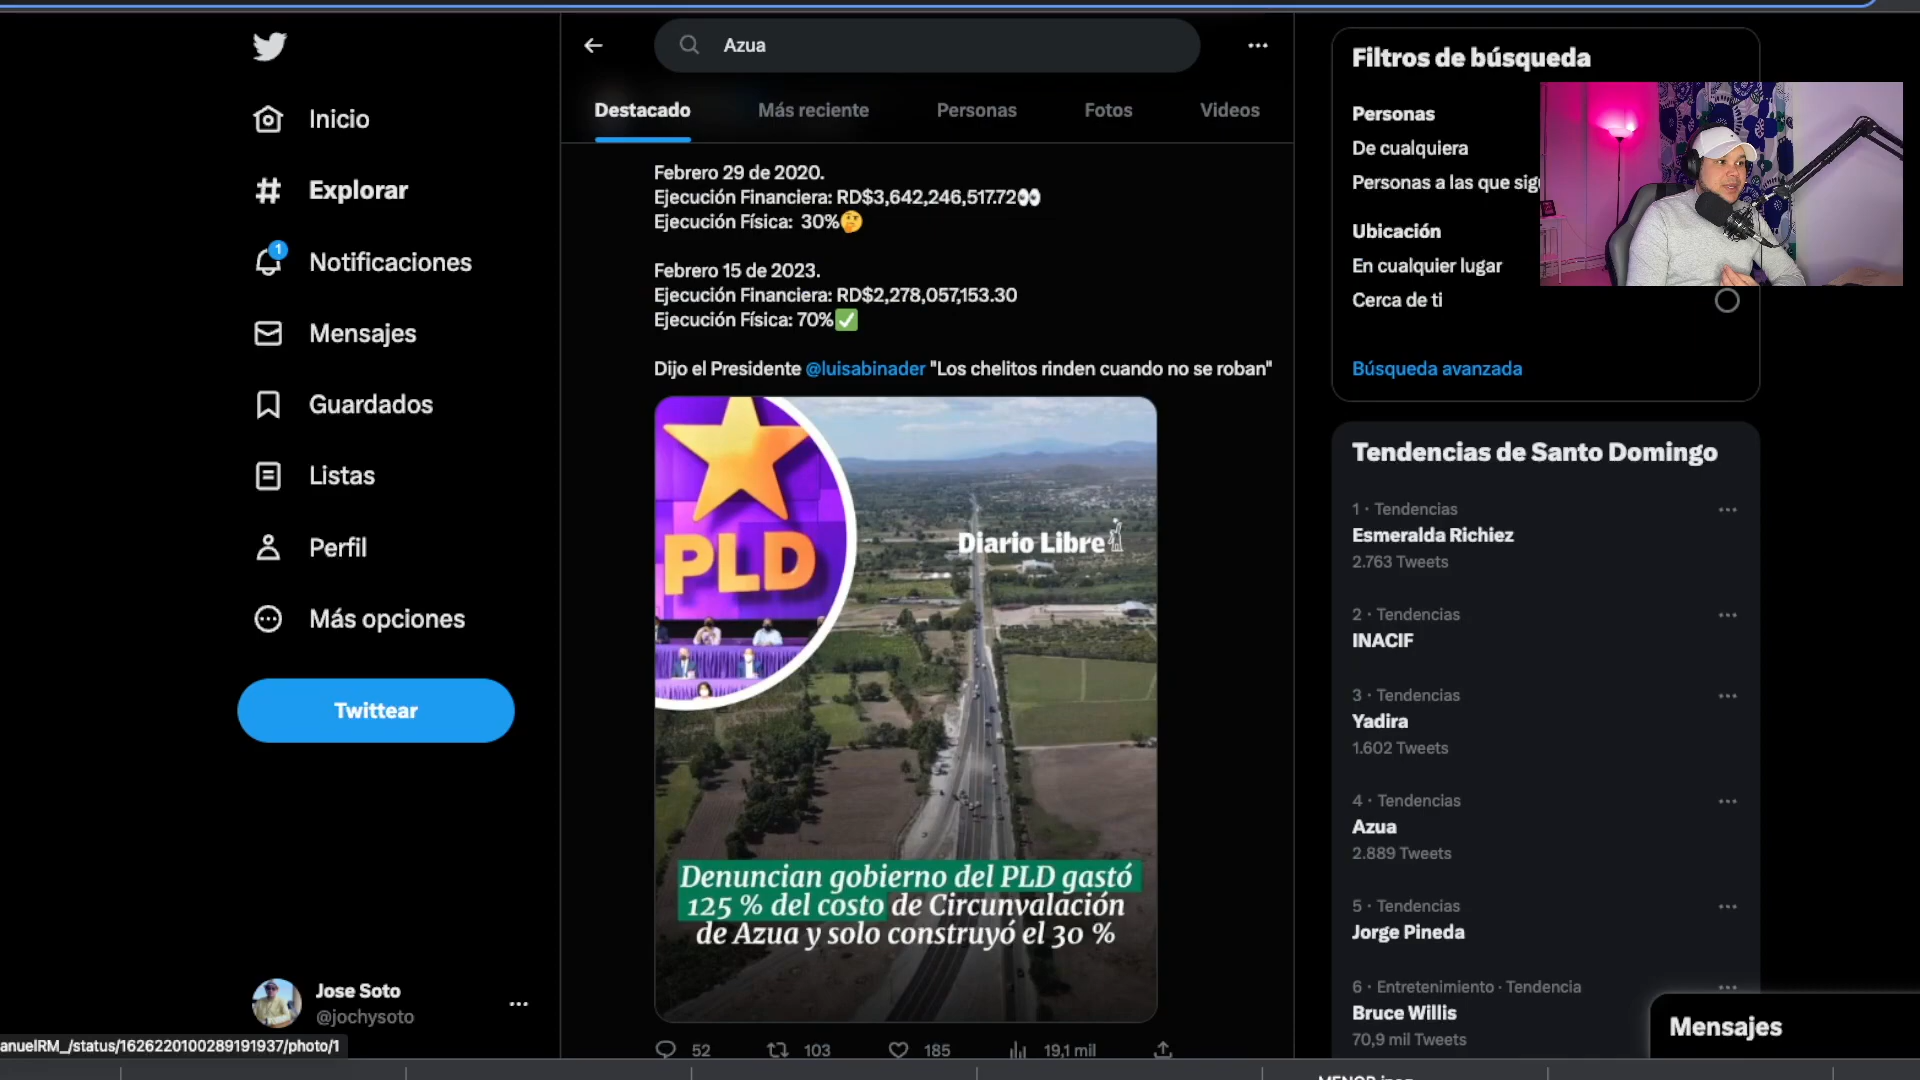 Azua
Destacado
Más reciente
Personas
Fotos
Videos
Inicio
Explorar
1
Notificaciones
Mensajes
Guardados
Listas
Perfil
Más opciones
Twittear
Jose Soto
@jochysoto
anuelRM_/status/1626220100289191937/photo/1
Febrero 29 de 2020.
Ejecución Financiera: RD$3,642,246,517.72👀
Ejecución Física:  30%🤔
Febrero 15 de 2023.
Ejecución Financiera: RD$2,278,057,153.30
Ejecución Física: 70%✅
Dijo el Presidente @luisabinader "Los chelitos rinden cuando no se roban"
PLD
Diario Libre
Denuncian gobierno del PLD gastó
125 % del costo de Circunvalación
de Azua y solo construyó el 30 %
52
103
185
19,1 mil
Filtros de búsqueda
Personas
De cualquiera
Personas a las que sig
Ubicación
En cualquier lugar
Cerca de ti
Búsqueda avanzada
Tendencias de Santo Domingo
1 · Tendencias
Esmeralda Richiez
2.763 Tweets
2 · Tendencias
INACIF
3 · Tendencias
Yadira
1.602 Tweets
4 · Tendencias
Azua
2.889 Tweets
5 · Tendencias
Jorge Pineda
6 · Entretenimiento · Tendencia
Bruce Willis
70,9 mil Tweets
Mensajes